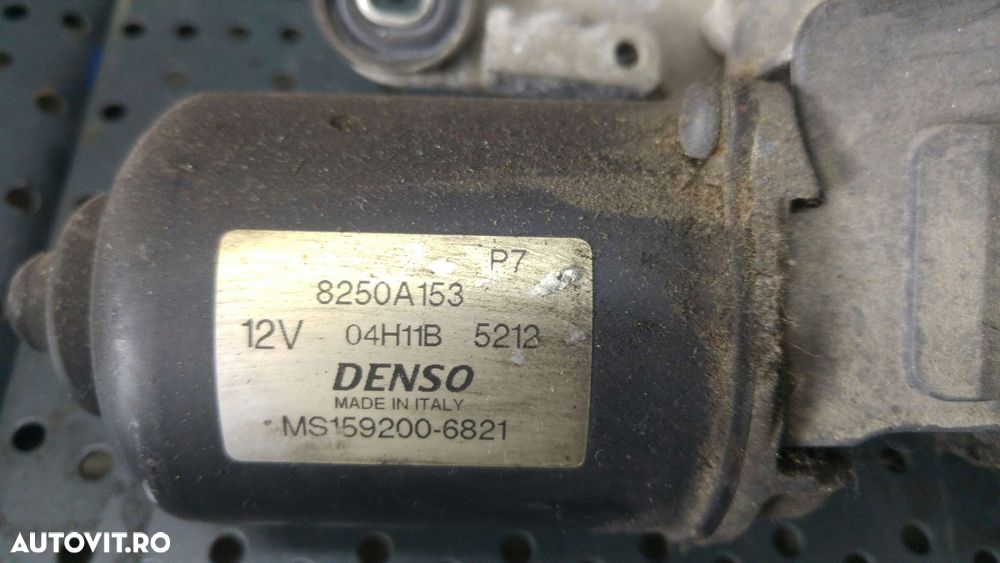 P7
8250A153
12V 04H11B 5212
DENSO
MADE IN ITALY
MS159200-6821
AUTOVIT.RO